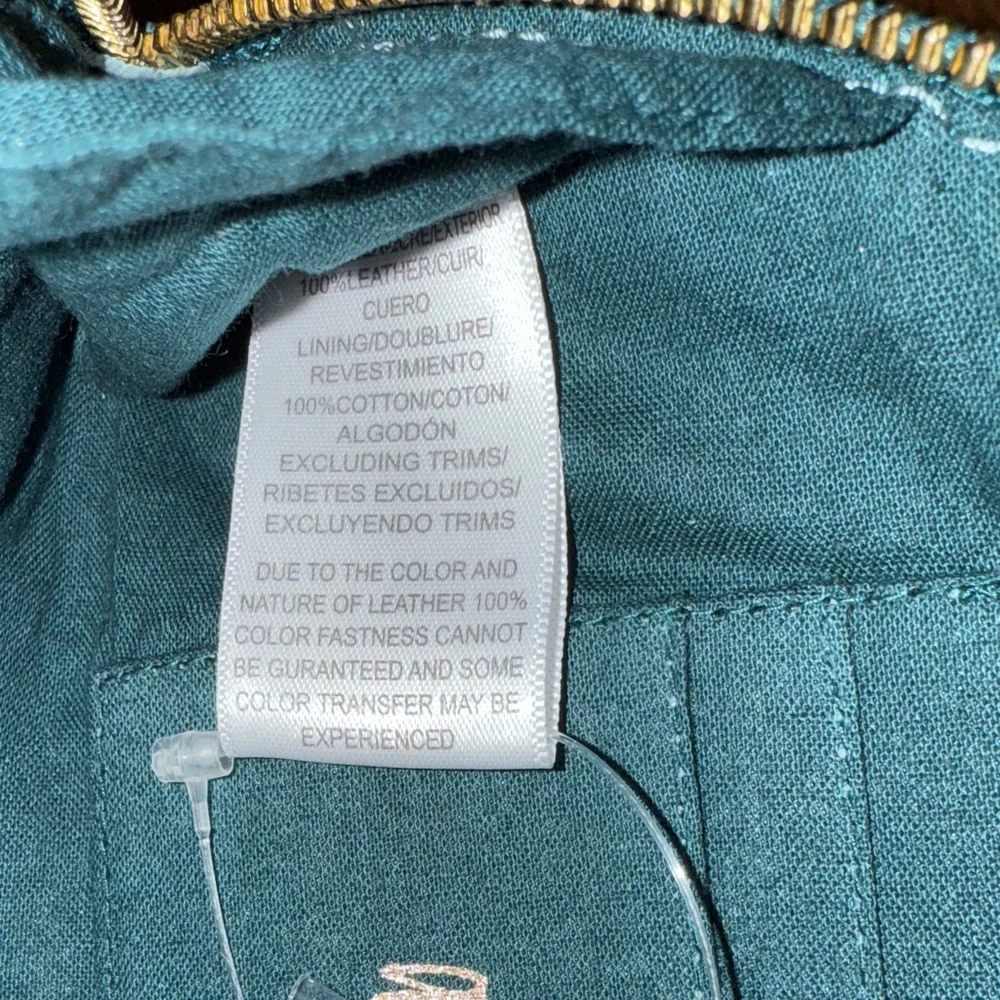 EXTERIOR
100%LEATHER/CUIR/
CUERO
LINING/DOUBLURE/
REVESTIMIENTO
100%COTTON/COTON/
ALGODÓN
EXCLUDING TRIMS/
RIBETES EXCLUIDOS/
EXCLUYENDO TRIMS
DUE TO THE COLOR AND
NATURE OF LEATHER 100%
COLOR FASTNESS CANNOT
BE GURANTEED AND SOME
COLOR TRANSFER MAY BE
EXPERIENCED